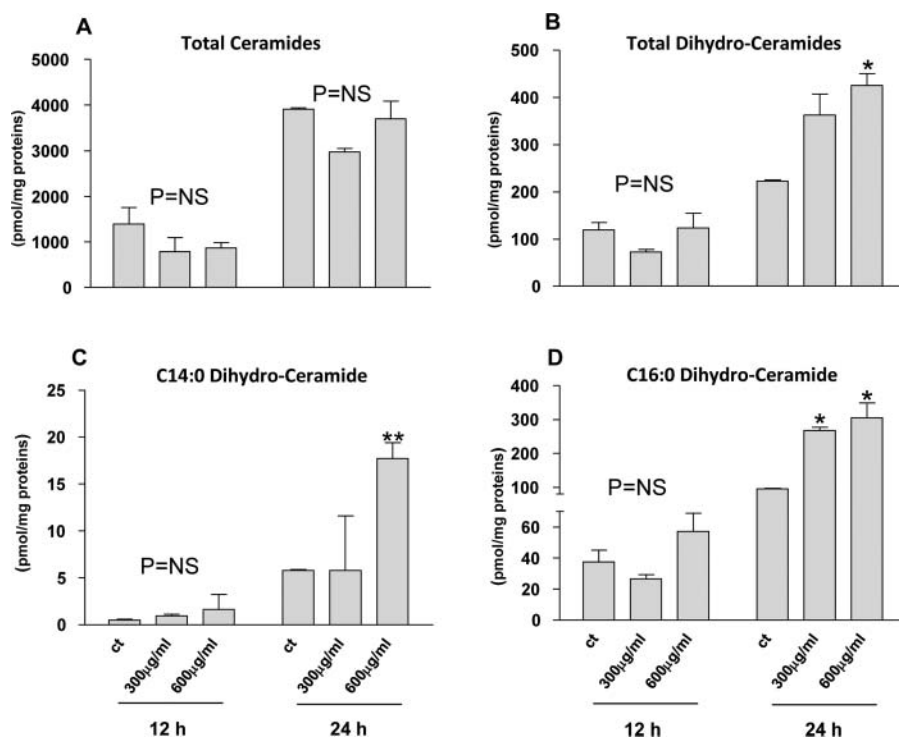 A
Total Ceramides
5000
4000
3000
2000
1000
0
(pmol/mg proteins)
P=NS
P=NS
B
Total Dihydro-Ceramides
500
400
300
200
100
0
(pmol/mg proteins)
P=NS
*
C
C14:0 Dihydro-Ceramide
25
20
15
10
5
0
(pmol/mg proteins)
P=NS
**
ct
300µg/ml
600µg/ml
ct
300µg/ml
600µg/ml
12 h
24 h
D
C16:0 Dihydro-Ceramide
400
300
200
100
60
40
20
0
(pmol/mg proteins)
P=NS
*
*
ct
300µg/ml
600µg/ml
ct
300µg/ml
600µg/ml
12 h
24 h